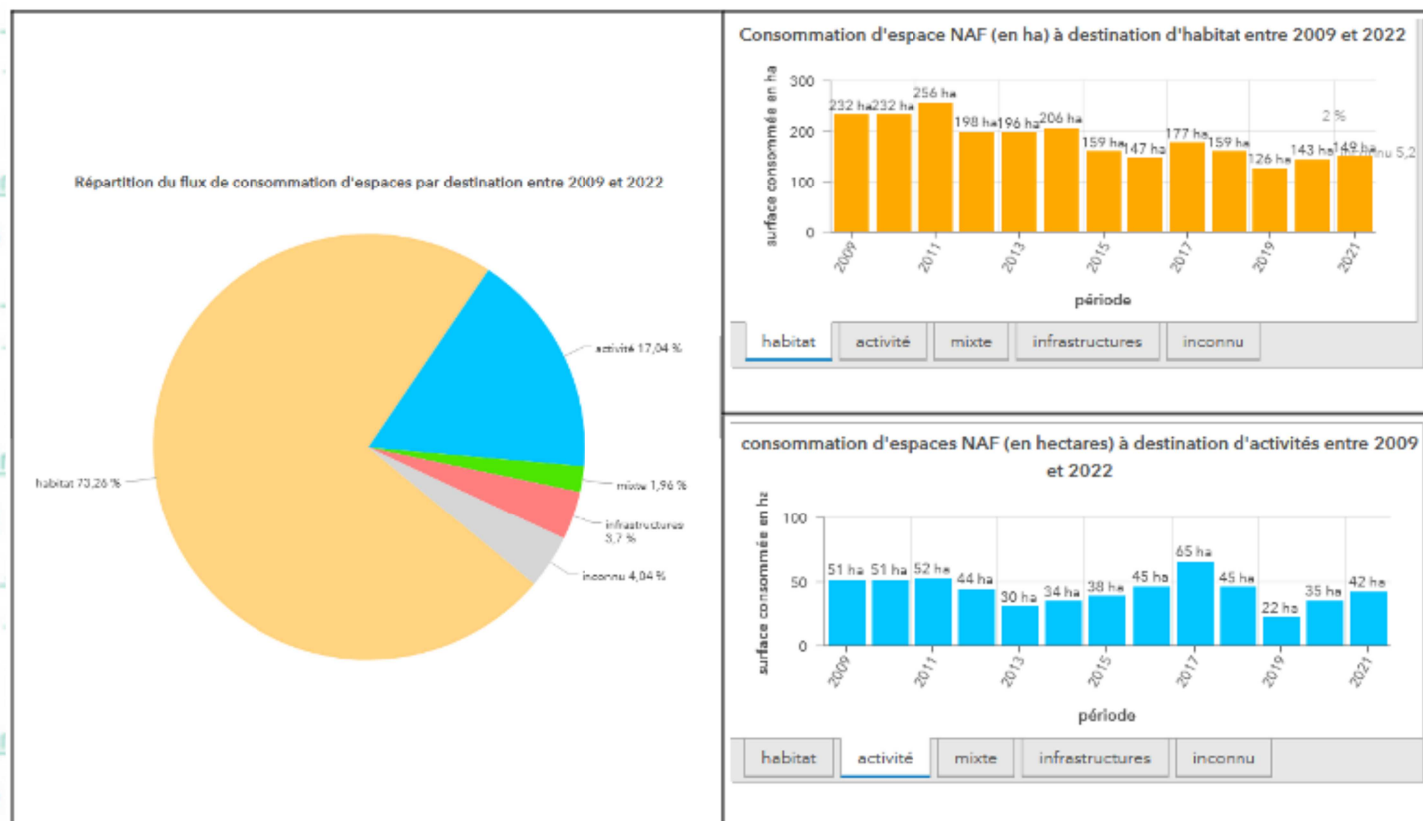 Répartition du flux de consommation d'espaces par destination entre 2009 et 2022
activité 17,04 %
habitat 73,26 %
mixte 1,96 %
infrastructures
3,7 %
inconnu 4,04 %
Consommation d'espace NAF (en ha) à destination d'habitat entre 2009 et 2022
surface consommée en ha
300
200
100
0
232 ha
232 ha
256 ha
198 ha
196 ha
206 ha
159 ha
147 ha
177 ha
159 ha
126 ha
143 ha
149 ha
2 %
inconnu 5,2
2009
2011
2013
2015
2017
2019
2021
période
habitat
activité
mixte
infrastructures
inconnu
consommation d'espaces NAF (en hectares) à destination d'activités entre 2009
et 2022
surface consommée en ha
100
50
0
51 ha
51 ha
52 ha
44 ha
30 ha
34 ha
38 ha
45 ha
65 ha
45 ha
22 ha
35 ha
42 ha
2009
2011
2013
2015
2017
2019
2021
période
habitat
activité
mixte
infrastructures
inconnu